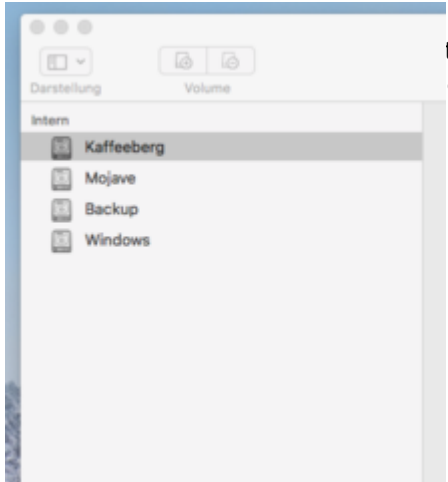 Darstellung Volume
Intern
Kaffeeberg
Mojave
Backup
Windows